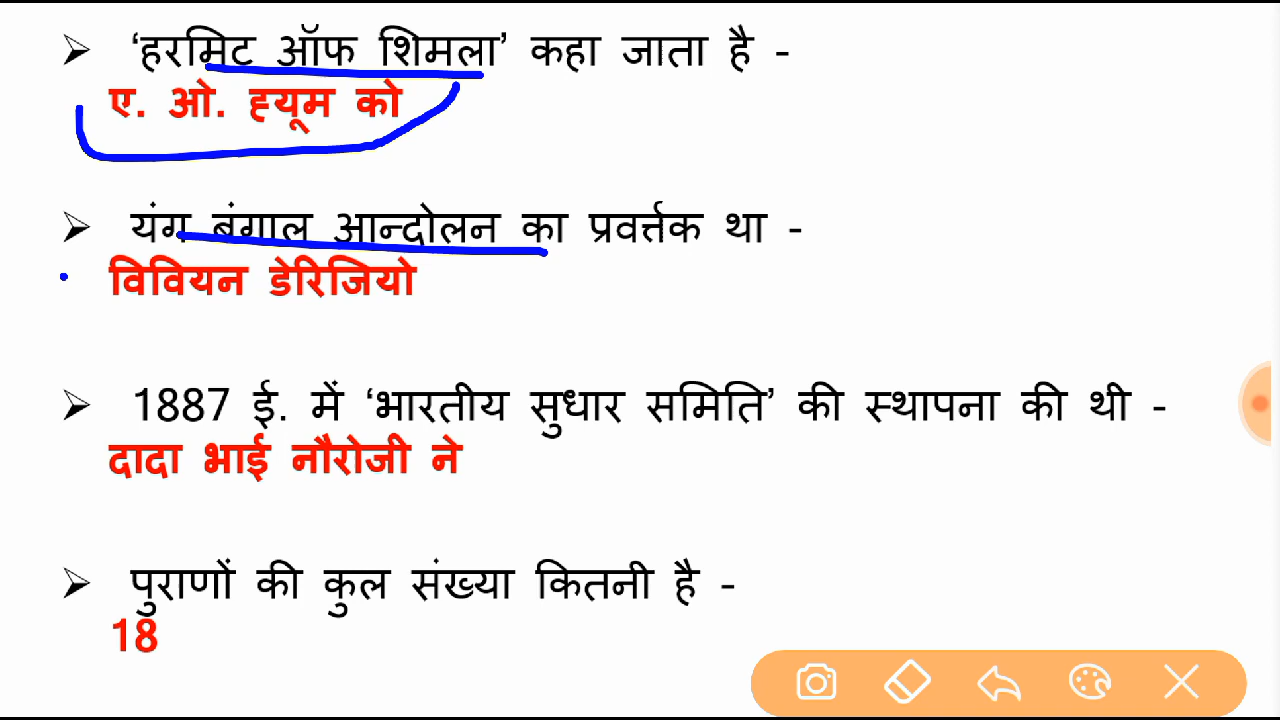 ➢ ‘हरमिट ऑफ शिमला’ कहा जाता है -
ए. ओ. ह्यूम को
➢ यंग बंगाल आन्दोलन का प्रवर्त्तक था -
विवियन डेरिजियो
➢ 1887 ई. में ‘भारतीय सुधार समिति’ की स्थापना की थी -
दादा भाई नौरोजी ने
➢ पुराणों की कुल संख्या कितनी है -
18